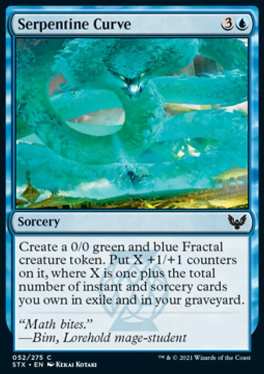 Serpentine Curve 3
Sorcery
Create a 0/0 green and blue Fractal
creature token. Put X +1/+1 counters
on it, where X is one plus the total
number of instant and sorcery cards
you own in exile and in your graveyard.
“Math bites.”
—Bim, Lorehold mage-student
052/275 C
STX • EN KEKAI KOTAKI
™ & © 2021 Wizards of the Coast